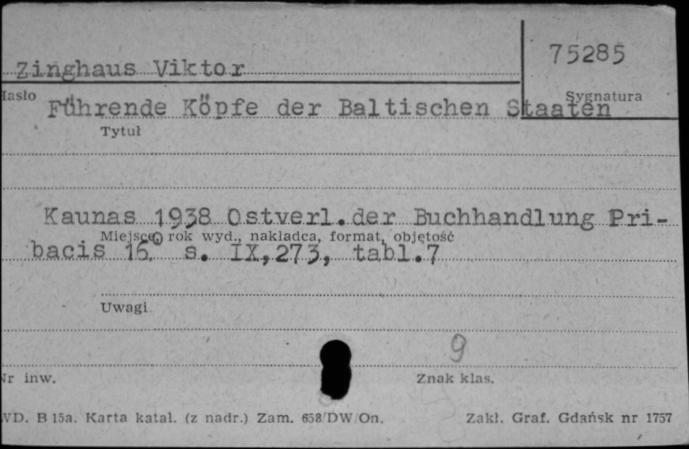 Zinghaus Viktor
75285
Hasło
Sygnatura
Führende Köpfe der Baltischen Staaten
Tytuł
Kaunas 1938 Ostverl.der Buchhandlung Pri-
Miejsce, rok wyd., nakładca, format, objętość
bacis 16° s. IX,273, tabl.7
Uwagi
9
Nr inw.
Znak klas.
WD. B 15a. Karta katal. (z nadr.) Zam. 658/DW/On.
Zakł. Graf. Gdańsk nr 1757